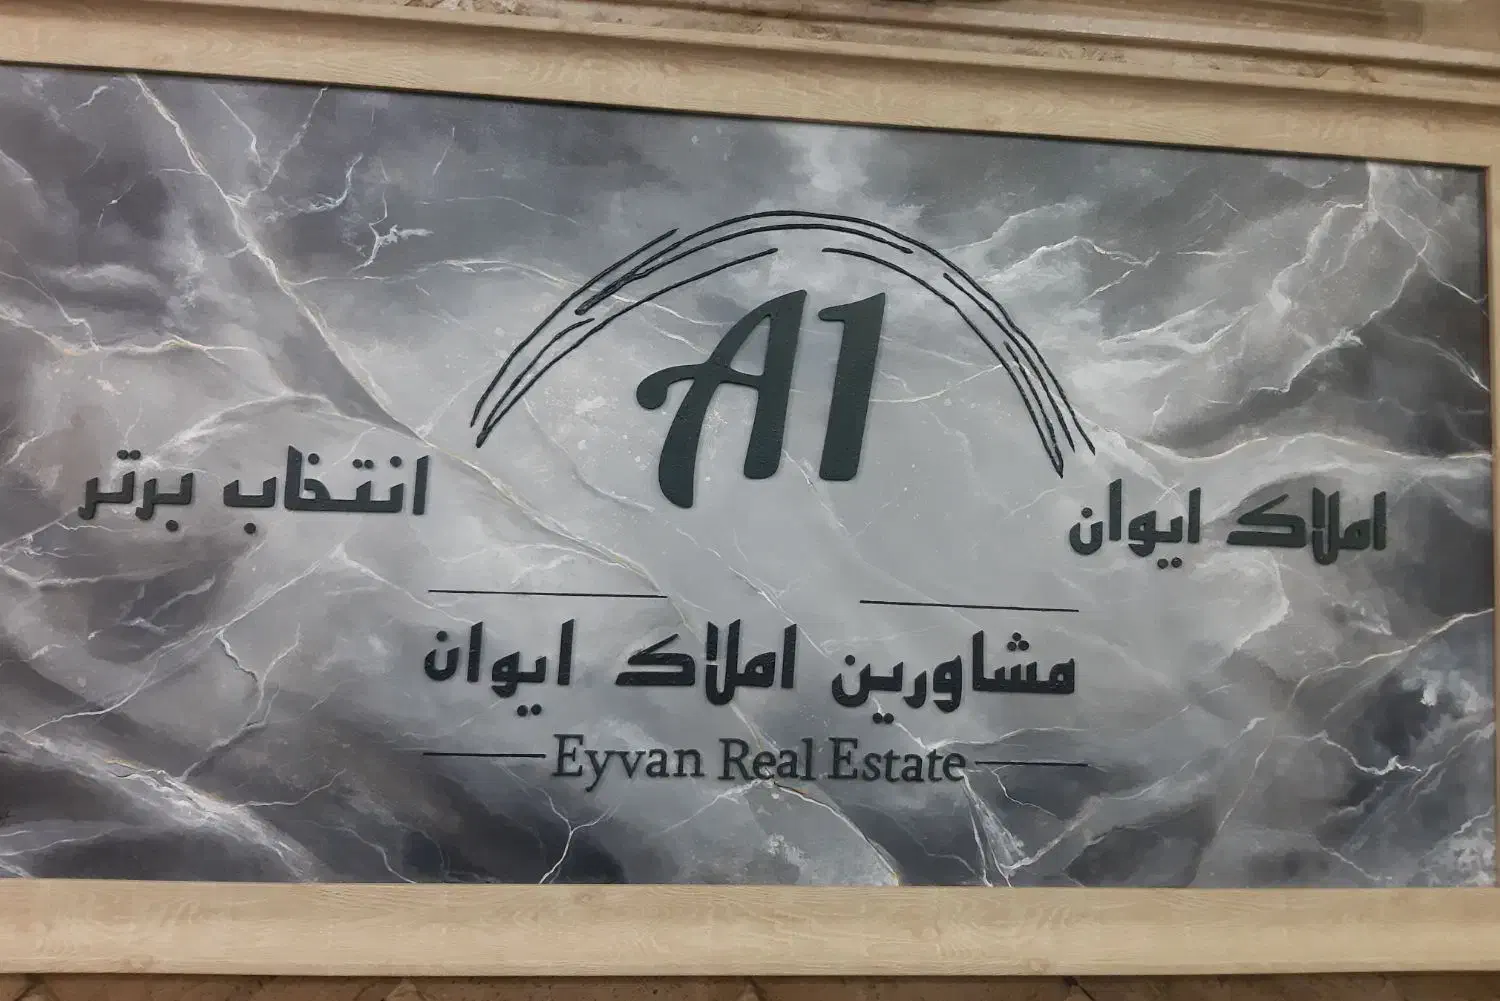 A1
املاک ایوان
انتخاب برتر
مشاورین املاک ایوان
Eyvan Real Estate